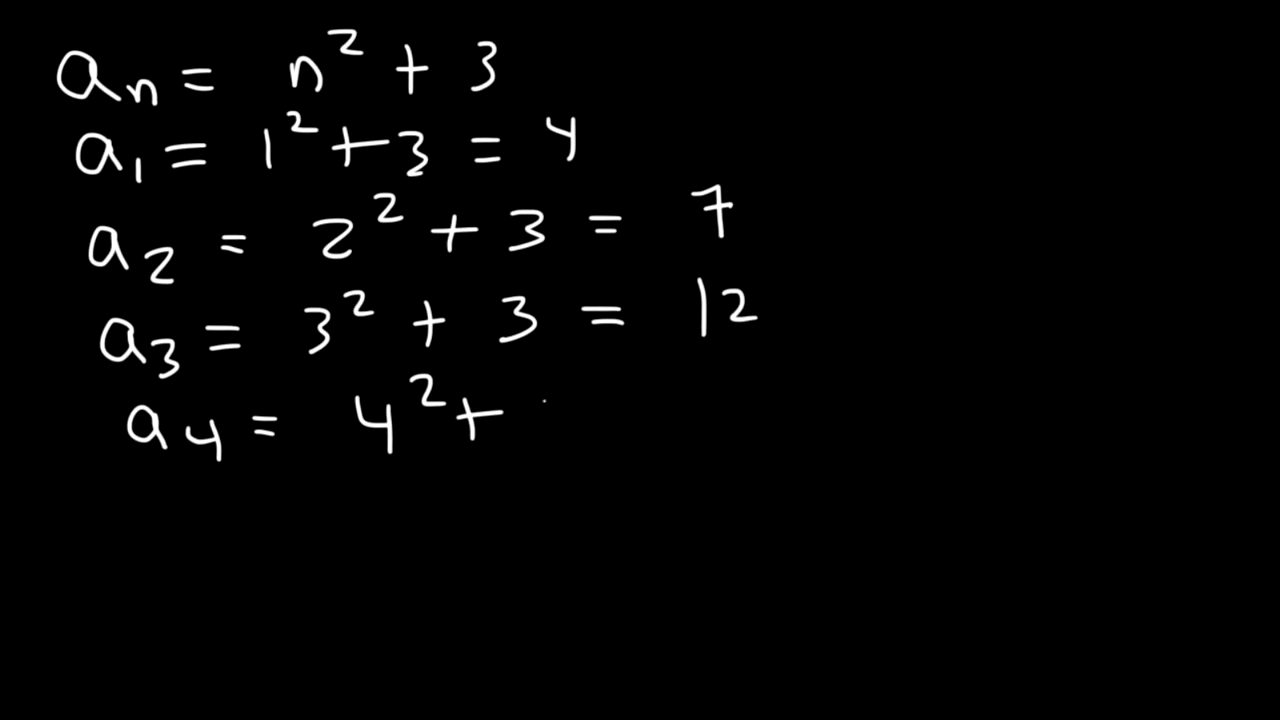 aₙ = n² + 3
a₁ = 1² + 3 = 4
a₂ = 2² + 3 = 7
a₃ = 3² + 3 = 12
a₄ = 4² +